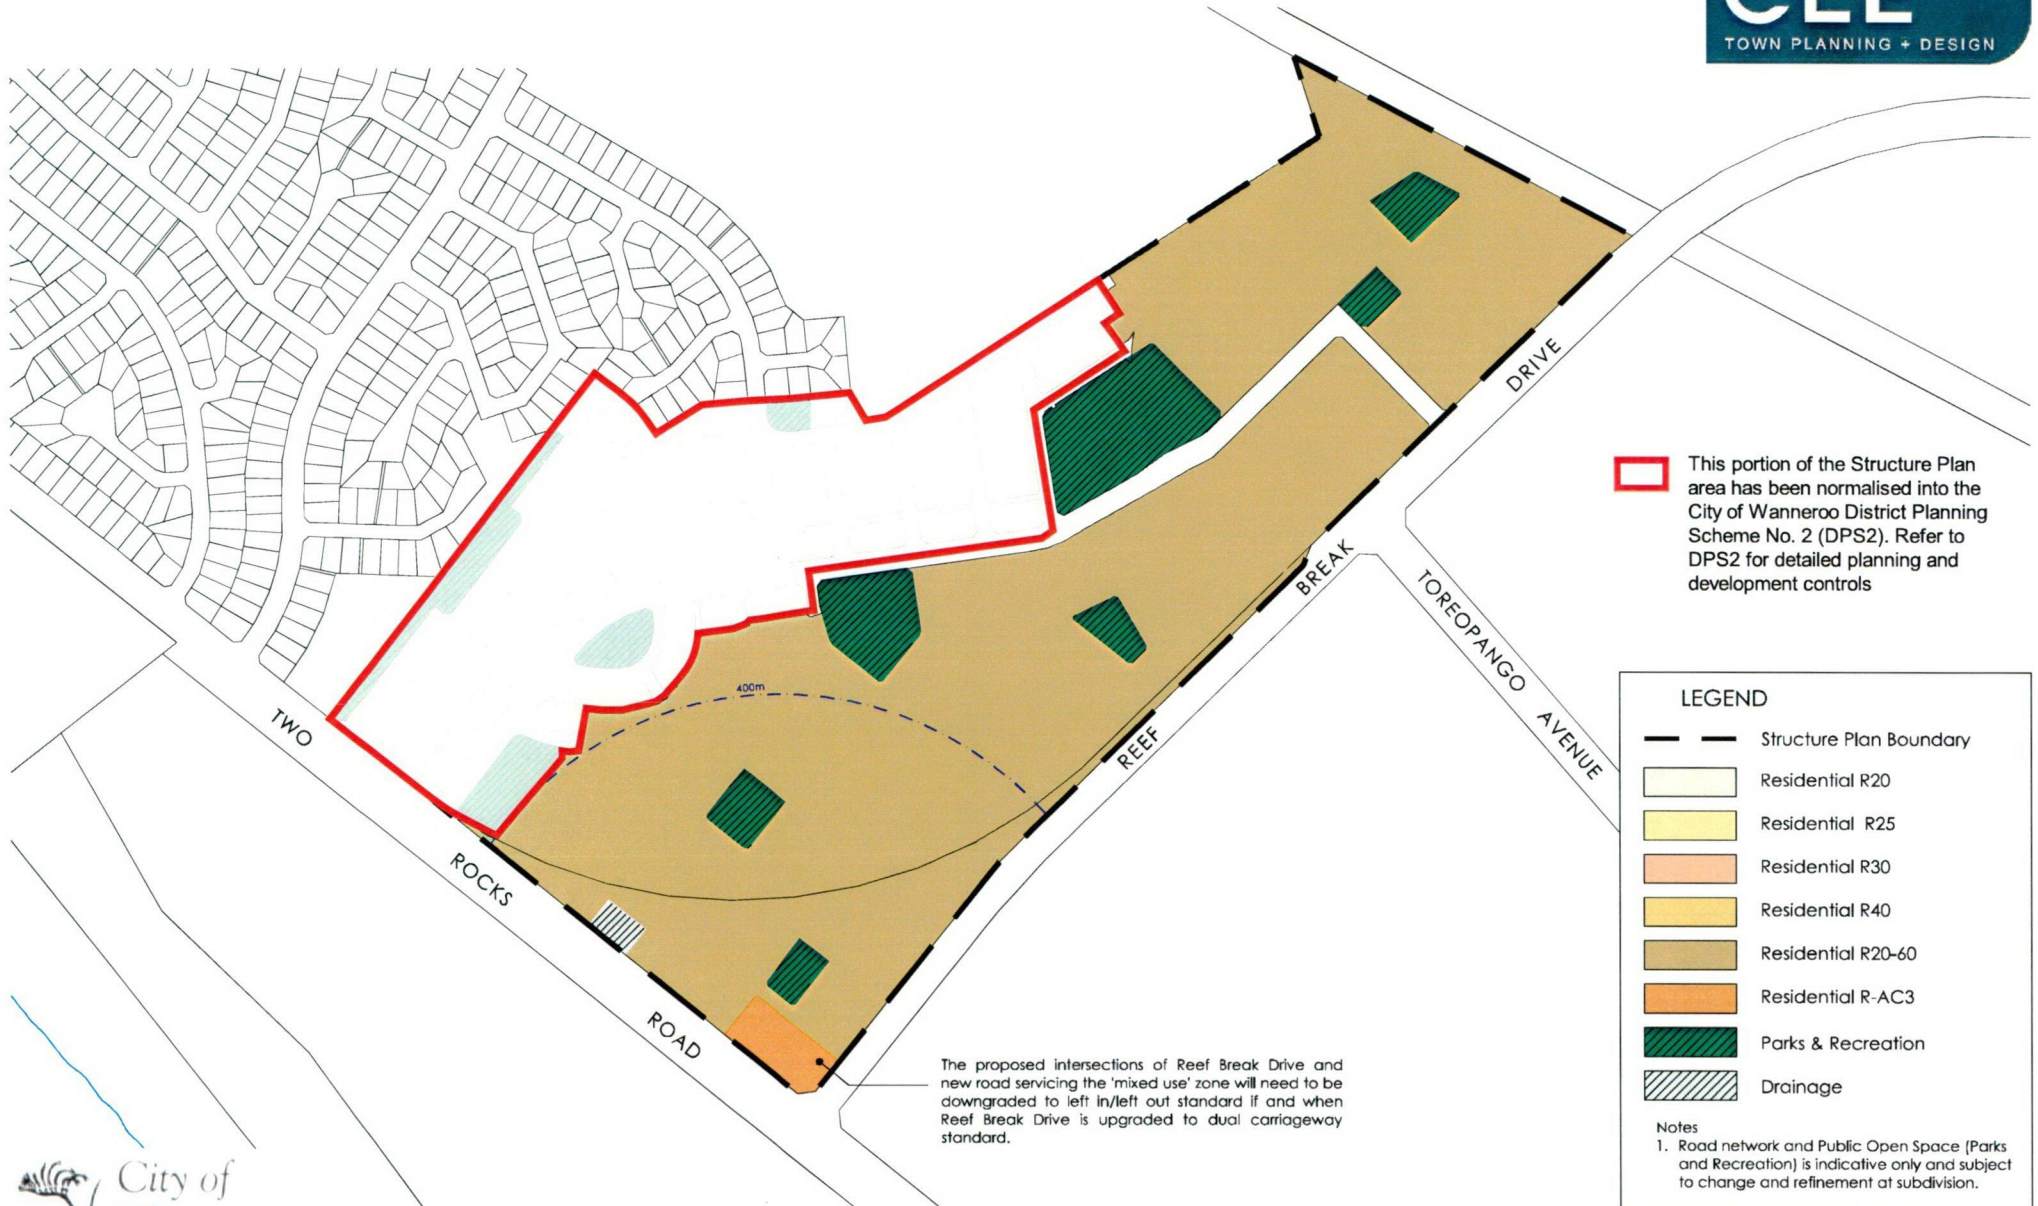 CLE
TOWN PLANNING + DESIGN
DRIVE
This portion of the Structure Plan
area has been normalised into the
City of Wanneroo District Planning
Scheme No. 2 (DPS2). Refer to
DPS2 for detailed planning and
development controls
BREAK
TOREOPANGO
AVENUE
REEF
400m
TWO
ROCKS
ROAD
LEGEND
Structure Plan Boundary
Residential R20
Residential R25
Residential R30
Residential R40
Residential R20-60
Residential R-AC3
Parks & Recreation
Drainage
Notes
1. Road network and Public Open Space (Parks
and Recreation) is indicative only and subject
to change and refinement at subdivision.
The proposed intersections of Reef Break Drive and
new road servicing the 'mixed use' zone will need to be
downgraded to left in/left out standard if and when
Reef Break Drive is upgraded to dual carriageway
standard.
City of